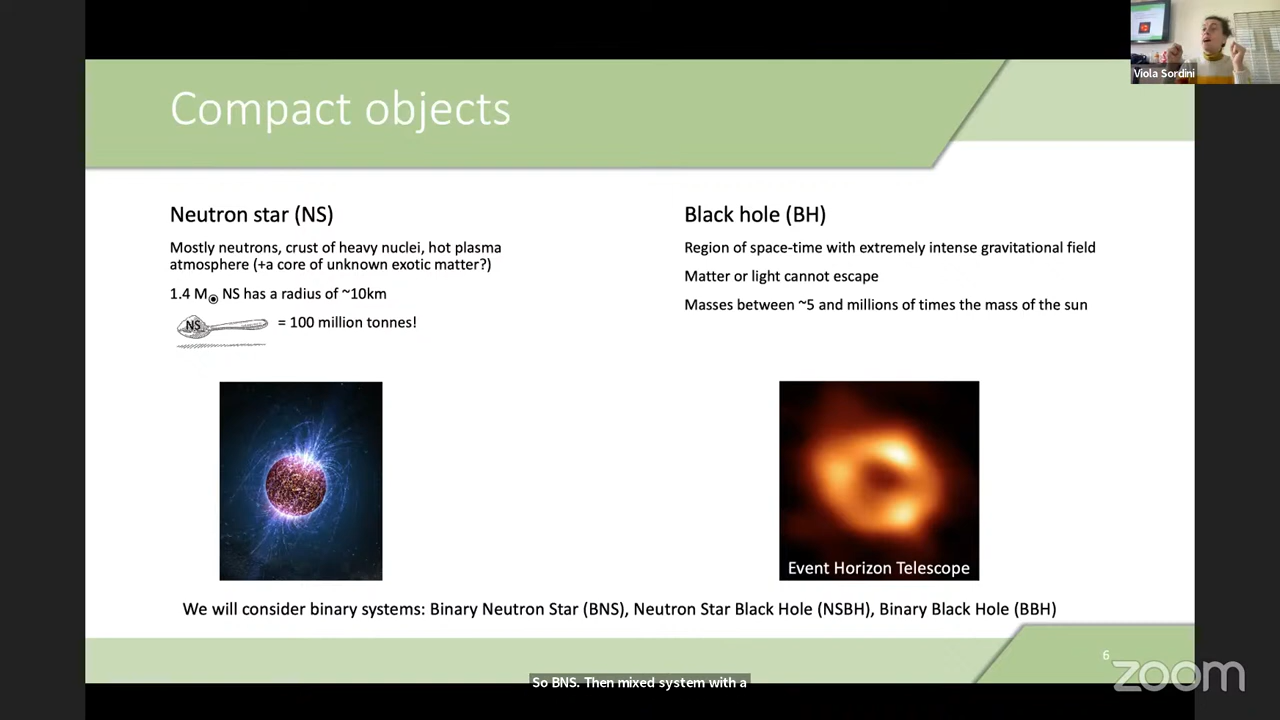 Viola Sordini
Compact objects
Neutron star (NS)
Mostly neutrons, crust of heavy nuclei, hot plasma
atmosphere (+a core of unknown exotic matter?)
1.4 M⊙ NS has a radius of ~10km
NS
= 100 million tonnes!
Black hole (BH)
Region of space-time with extremely intense gravitational field
Matter or light cannot escape
Masses between ~5 and millions of times the mass of the sun
Event Horizon Telescope
We will consider binary systems: Binary Neutron Star (BNS), Neutron Star Black Hole (NSBH), Binary Black Hole (BBH)
6
zoom
So BNS. Then mixed system with a